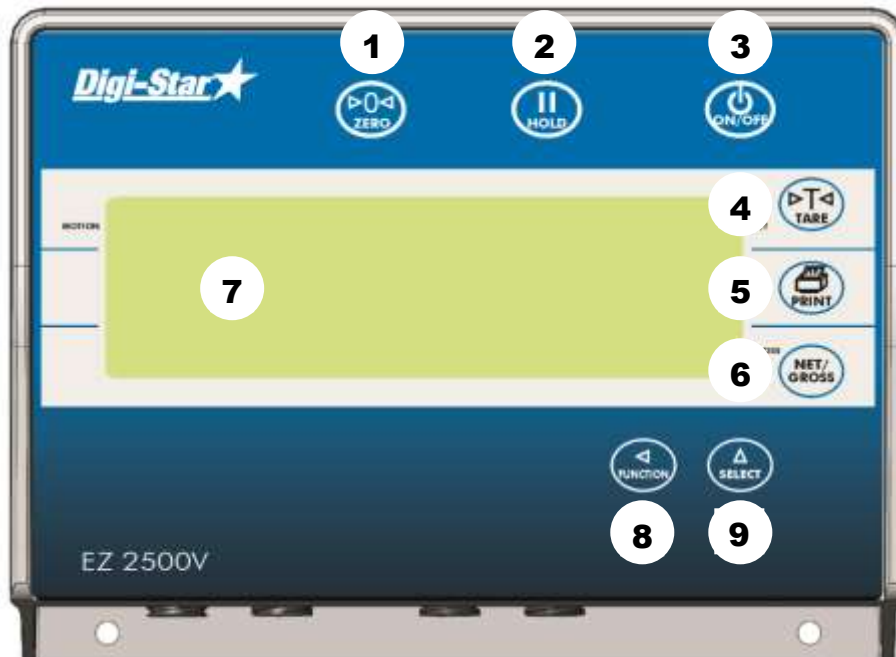 1
2
3
Digi-Star
▷0◁
ZERO
HOLD
ON/OFF
4
▷T◁
TARE
MOTION
7
5
PRINT
6
NET/
GROSS
FUNCTION
SELECT
8
9
EZ 2500V